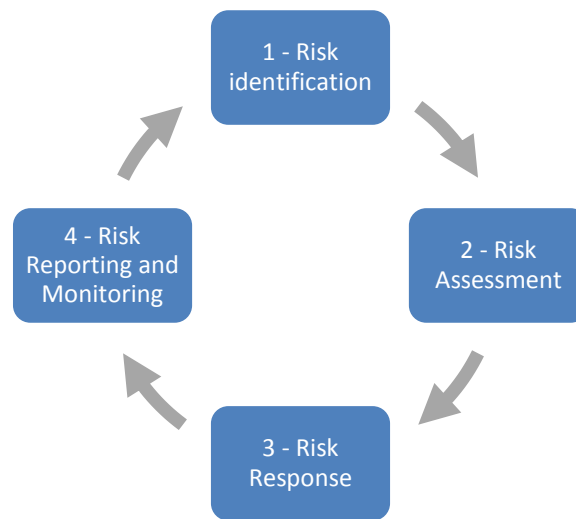 1 - Risk
identification
2 - Risk
Assessment
3 - Risk
Response
4 - Risk
Reporting and
Monitoring